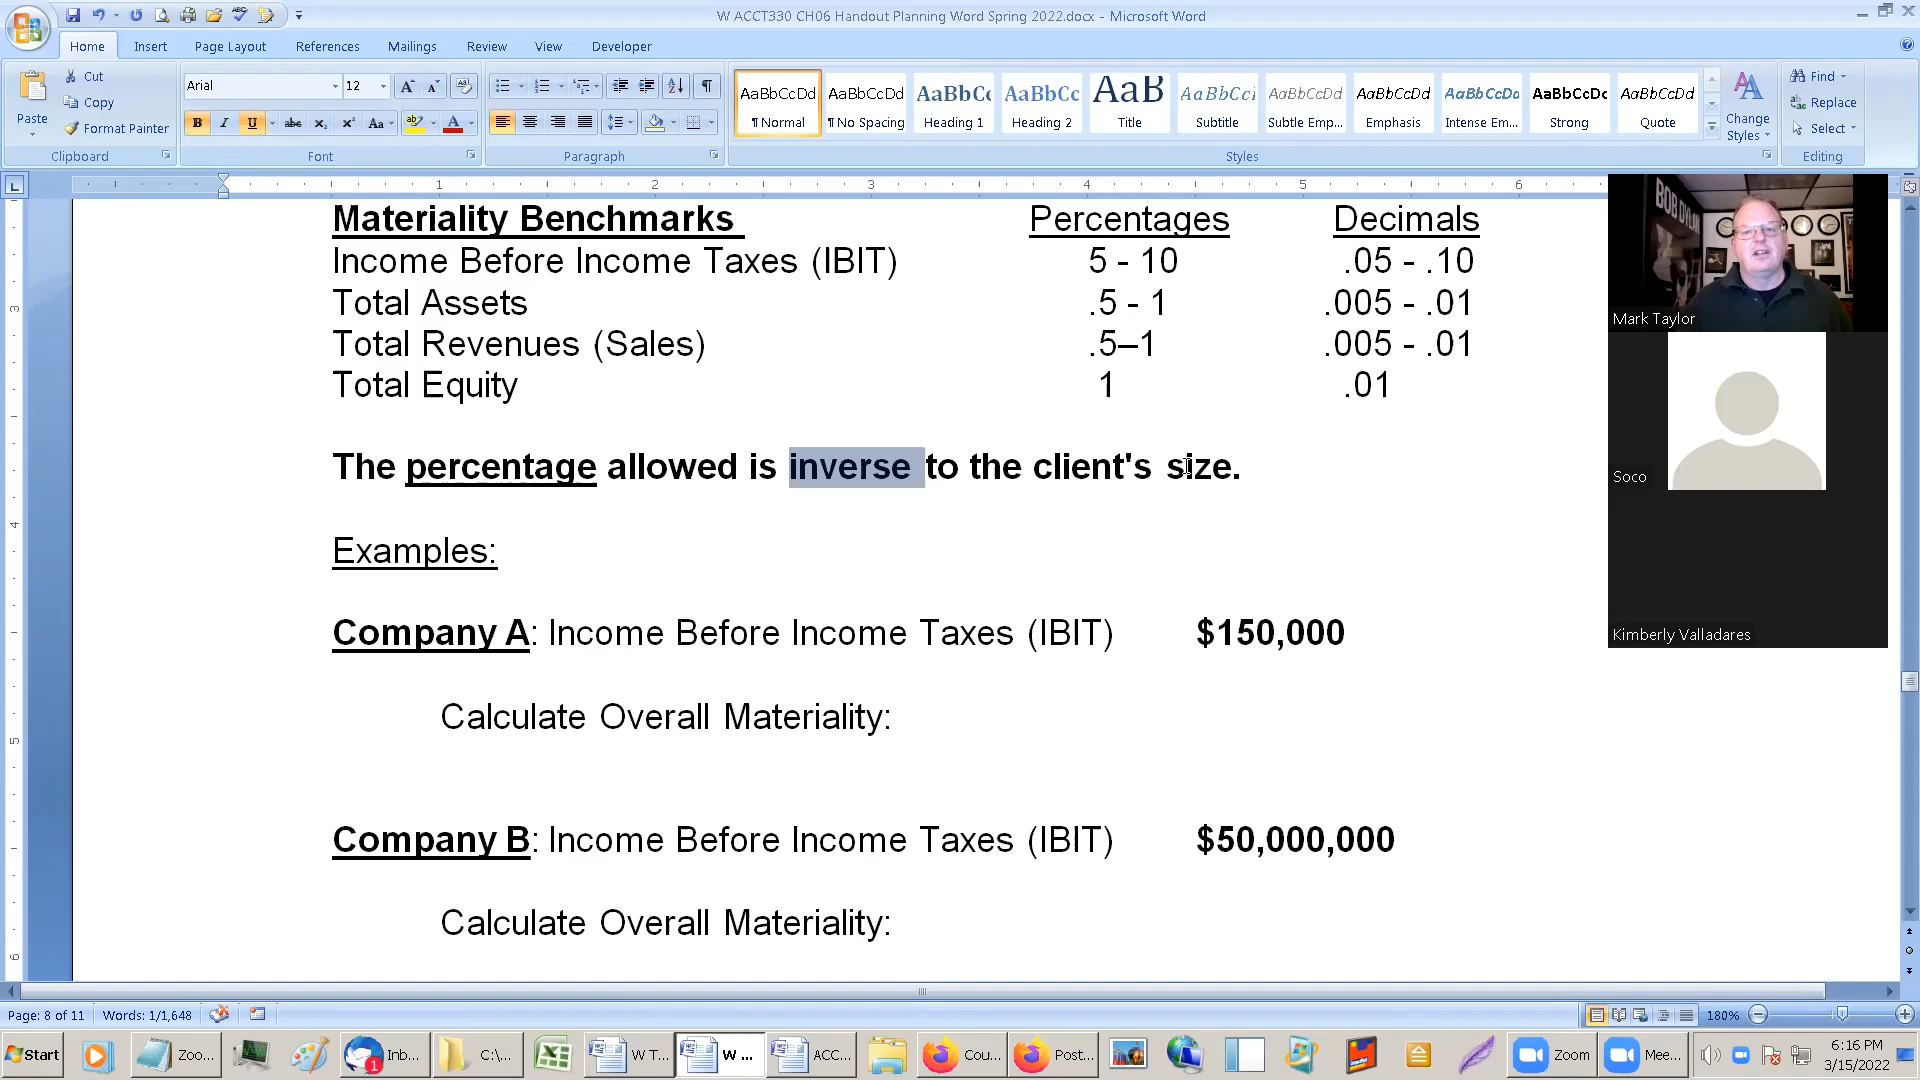 W ACCT330 CH06 Handout Planning Word Spring 2022.docx - Microsoft Word
Home Insert Page Layout References Mailings Review View Developer
Paste
Cut
Copy
Format Painter
Clipboard
Arial 12
Font
Paragraph
AaBbCcDd AaBbCcDd AaBbCc AaBbCc AaB AaBbCcI AaBbCcDd AaBbCcDd AaBbCcDd AaBbCcDc AaBbCcDd
¶ Normal ¶ No Spacing Heading 1 Heading 2 Title Subtitle Subtle Emp... Emphasis Intense Em... Strong Quote
Styles
Change Styles
Find
Replace
Select
Editing
Materiality Benchmarks Percentages Decimals
Income Before Income Taxes (IBIT) 5 - 10 .05 - .10
Total Assets .5 - 1 .005 - .01
Total Revenues (Sales) .5–1 .005 - .01
Total Equity 1 .01
The percentage allowed is inverse to the client's size.
Examples:
Company A: Income Before Income Taxes (IBIT) $150,000
Calculate Overall Materiality:
Company B: Income Before Income Taxes (IBIT) $50,000,000
Calculate Overall Materiality:
BOB DYLAN
Mark Taylor
Soco
Kimberly Valladares
Page: 8 of 11 Words: 1/1,648
180%
Start Zoo... Inb... C:\... W T... W ... ACC... Cou... Post... Zoom Mee...
6:16 PM
3/15/2022